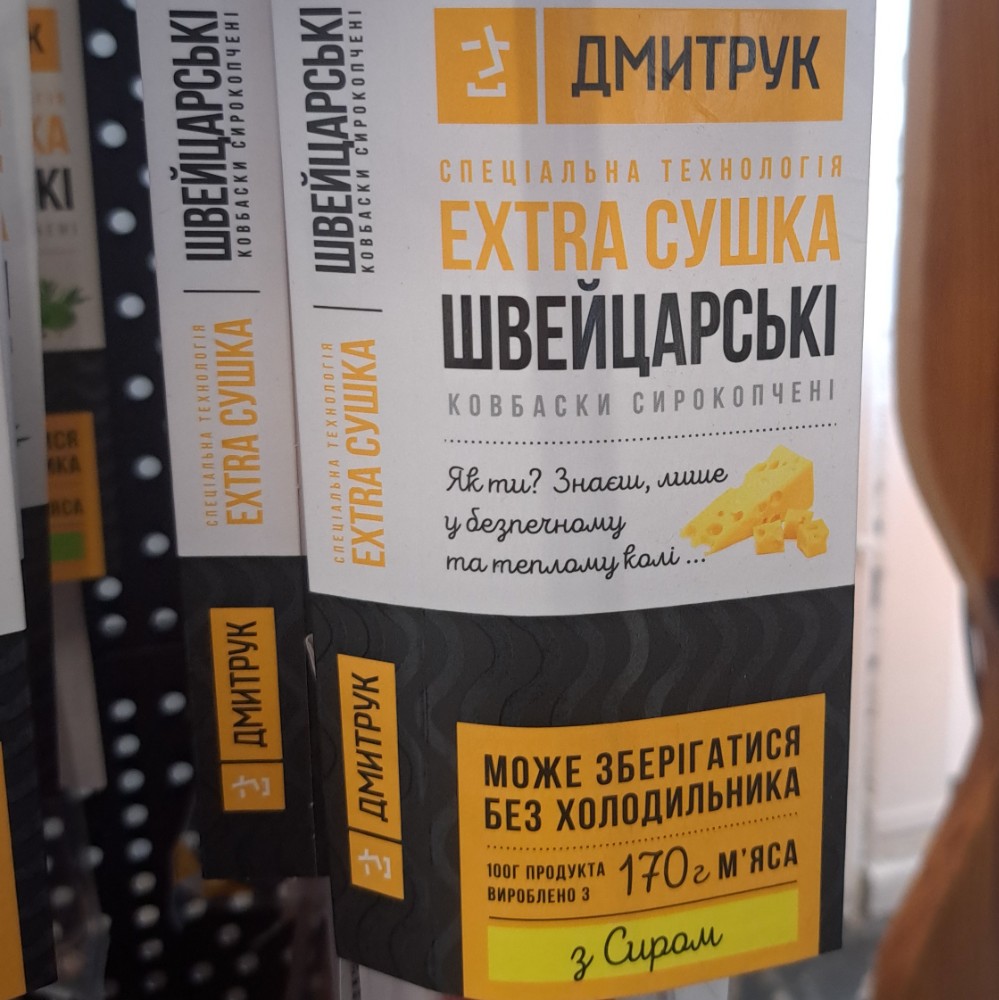 ДМИТРУК
СПЕЦІАЛЬНА ТЕХНОЛОГІЯ
EXTRA СУШКА
ШВЕЙЦАРСЬКІ
КОВБАСКИ СИРОКОПЧЕНІ
Як ти? Знаєш, лише
у безпечному
та теплому колі ...
МОЖЕ ЗБЕРІГАТИСЯ
БЕЗ ХОЛОДИЛЬНИКА
100Г ПРОДУКТА
ВИРОБЛЕНО З
170г М'ЯСА
з Сиром
ШВЕЙЦАРСЬКІ
КОВБАСКИ СИРОКОПЧЕНІ
СПЕЦІАЛЬНА ТЕХНОЛОГІЯ
EXTRA СУШКА
ДМИТРУК
ШВЕЙЦАРСЬКІ
КОВБАСКИ СИРОКОПЧЕНІ
СПЕЦІАЛЬНА ТЕХНОЛОГІЯ
EXTRA СУШКА
ДМИТРУК